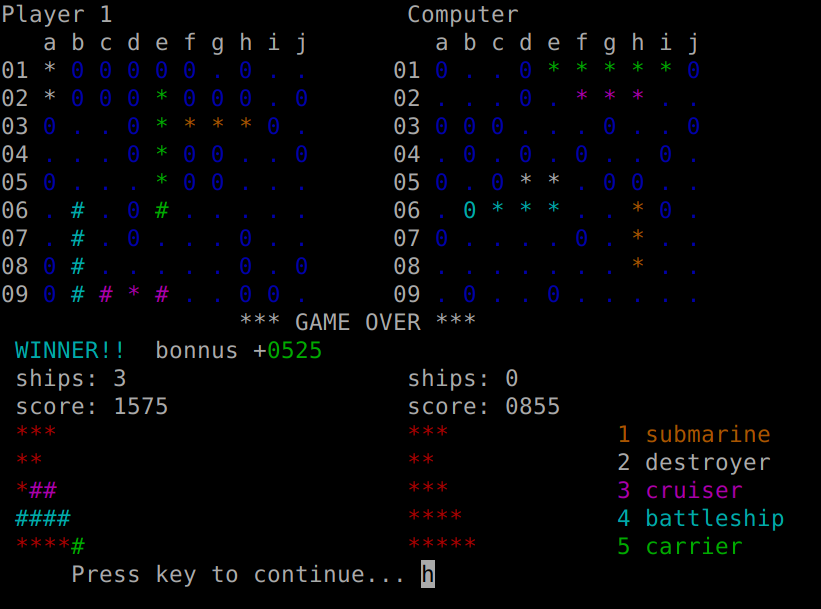 Player 1 Computer
a b c d e f g h i j a b c d e f g h i j
01 * 0 0 0 0 0 . 0 . . 01 0 . . 0 * * * * * 0
02 * 0 0 0 * 0 0 0 . 0 02 . . . 0 . * * * . .
03 0 . . 0 * * * * 0 . 03 0 0 0 . . . 0 . . 0
04 . . . 0 * 0 0 . . 0 04 . 0 . 0 . 0 . . 0 .
05 0 . . . * 0 0 . . . 05 0 . 0 * * . 0 0 . .
06 . # . 0 # . . . . . 06 . 0 * * * . . * 0 .
07 . # . 0 . . . 0 . . 07 0 . . . . 0 . * . .
08 0 # . . . . . 0 . 0 08 . . . . . . . * . .
09 0 # # * # . . 0 0 . 09 . 0 . . 0 . . . . .
*** GAME OVER ***
WINNER!! bonnus +0525
ships: 3 ships: 0
score: 1575 score: 0855
*** *** 1 submarine
** ** 2 destroyer
*## *** 3 cruiser
#### **** 4 battleship
****# ***** 5 carrier
Press key to continue... h